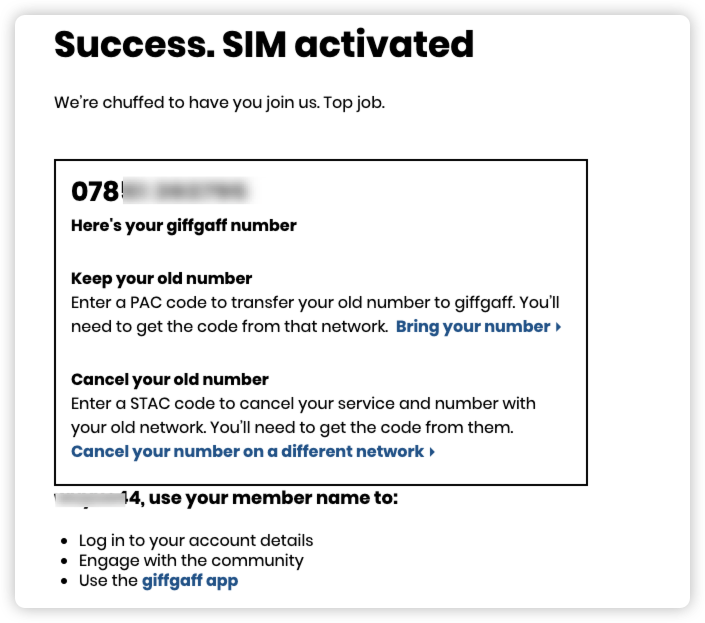 Success. SIM activated
We're chuffed to have you join us. Top job.
078
Here's your giffgaff number
Keep your old number
Enter a PAC code to transfer your old number to giffgaff. You'll
need to get the code from that network. Bring your number
Cancel your old number
Enter a STAC code to cancel your service and number with
your old network. You'll need to get the code from them.
Cancel your number on a different network
44, use your member name to:
Log in to your account details
Engage with the community
Use the giffgaff app